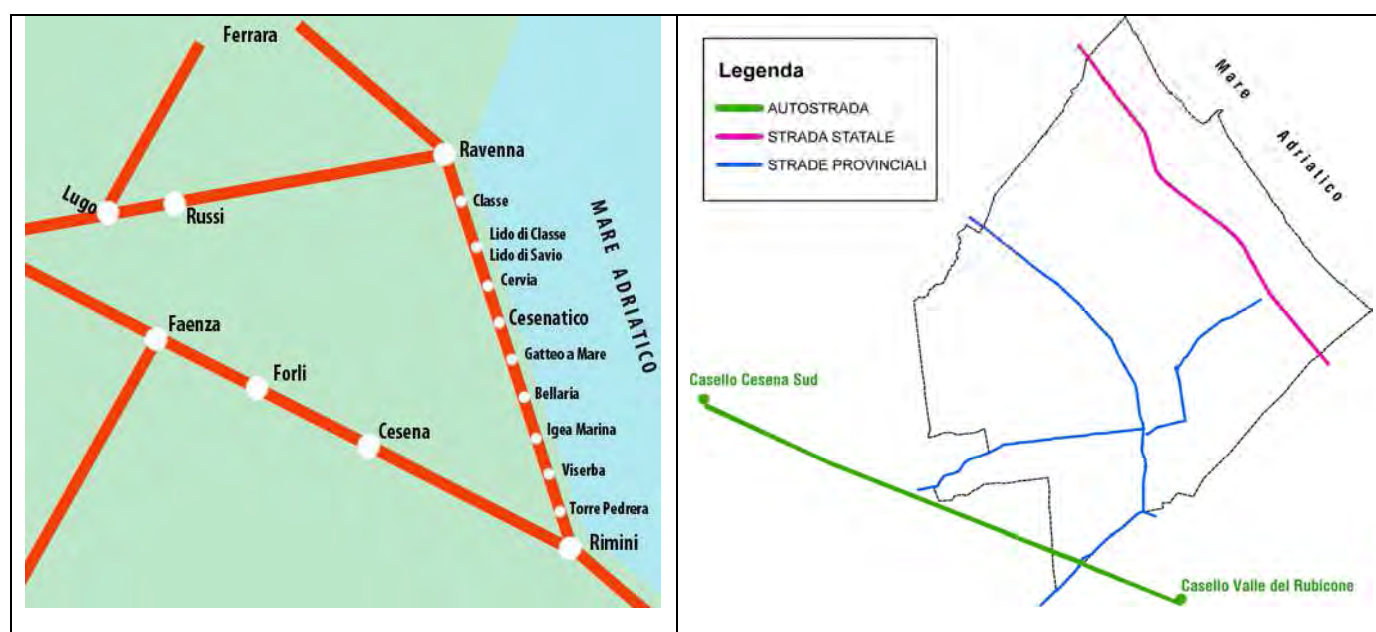 Ferrara
Ravenna
Lugo
Russi
Classe
Lido di Classe
Lido di Savio
Cervia
Cesenatico
Gatteo a Mare
Bellaria
Igea Marina
Viserba
Torre Pedrera
Rimini
Faenza
Forli
Cesena
MARE ADRIATICO
Legenda
AUTOSTRADA
STRADA STATALE
STRADE PROVINCIALI
Mare
Adriatico
Casello Cesena Sud
Casello Valle del Rubicone